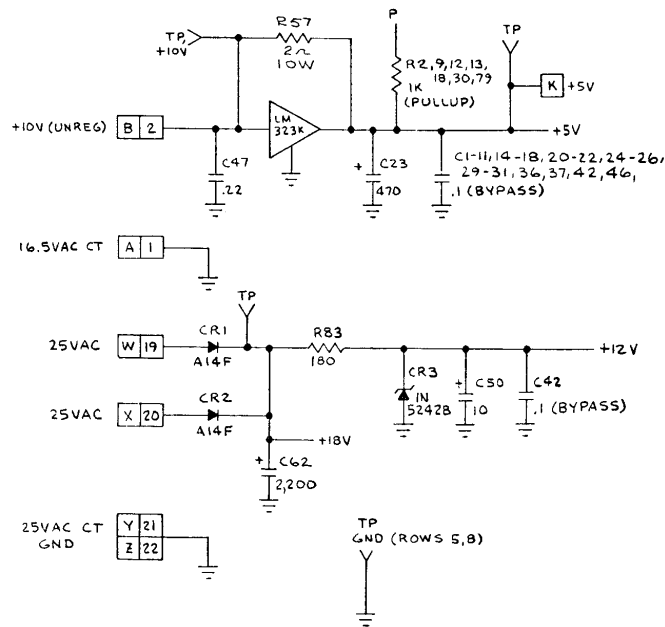 R57
2Ω
10W
TP,
+10V
P
R2,9,12,13,
18,30,79
1K
(PULLUP)
TP
K +5V
+10V (UNREG) B 2
LM
323K
+5V
C47
.22
+ C23
470
C1-11,14-18,20-22,24-26,
29-31,36,37,42,46,
.1 (BYPASS)
16.5VAC CT A 1
TP
25VAC W 19
CR1
A14F
R83
180
+12V
CR3
1N
5242B
+ C50
10
C42
.1 (BYPASS)
25VAC X 20
CR2
A14F
+18V
+ C62
2,200
25VAC CT
GND
Y 21
Z 22
TP
GND (ROWS 5,8)